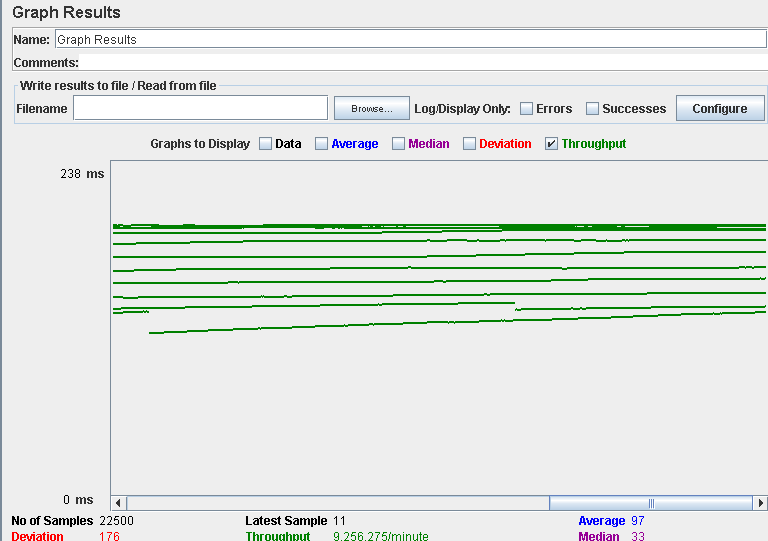 Graph Results
Name: Graph Results
Comments:
Write results to file / Read from file
Filename Browse... Log/Display Only: Errors Successes Configure
Graphs to Display Data Average Median Deviation Throughput
238 ms
0 ms
No of Samples 22500 Latest Sample 11 Average 97
Deviation 176 Throughput 9,256.275/minute Median 33